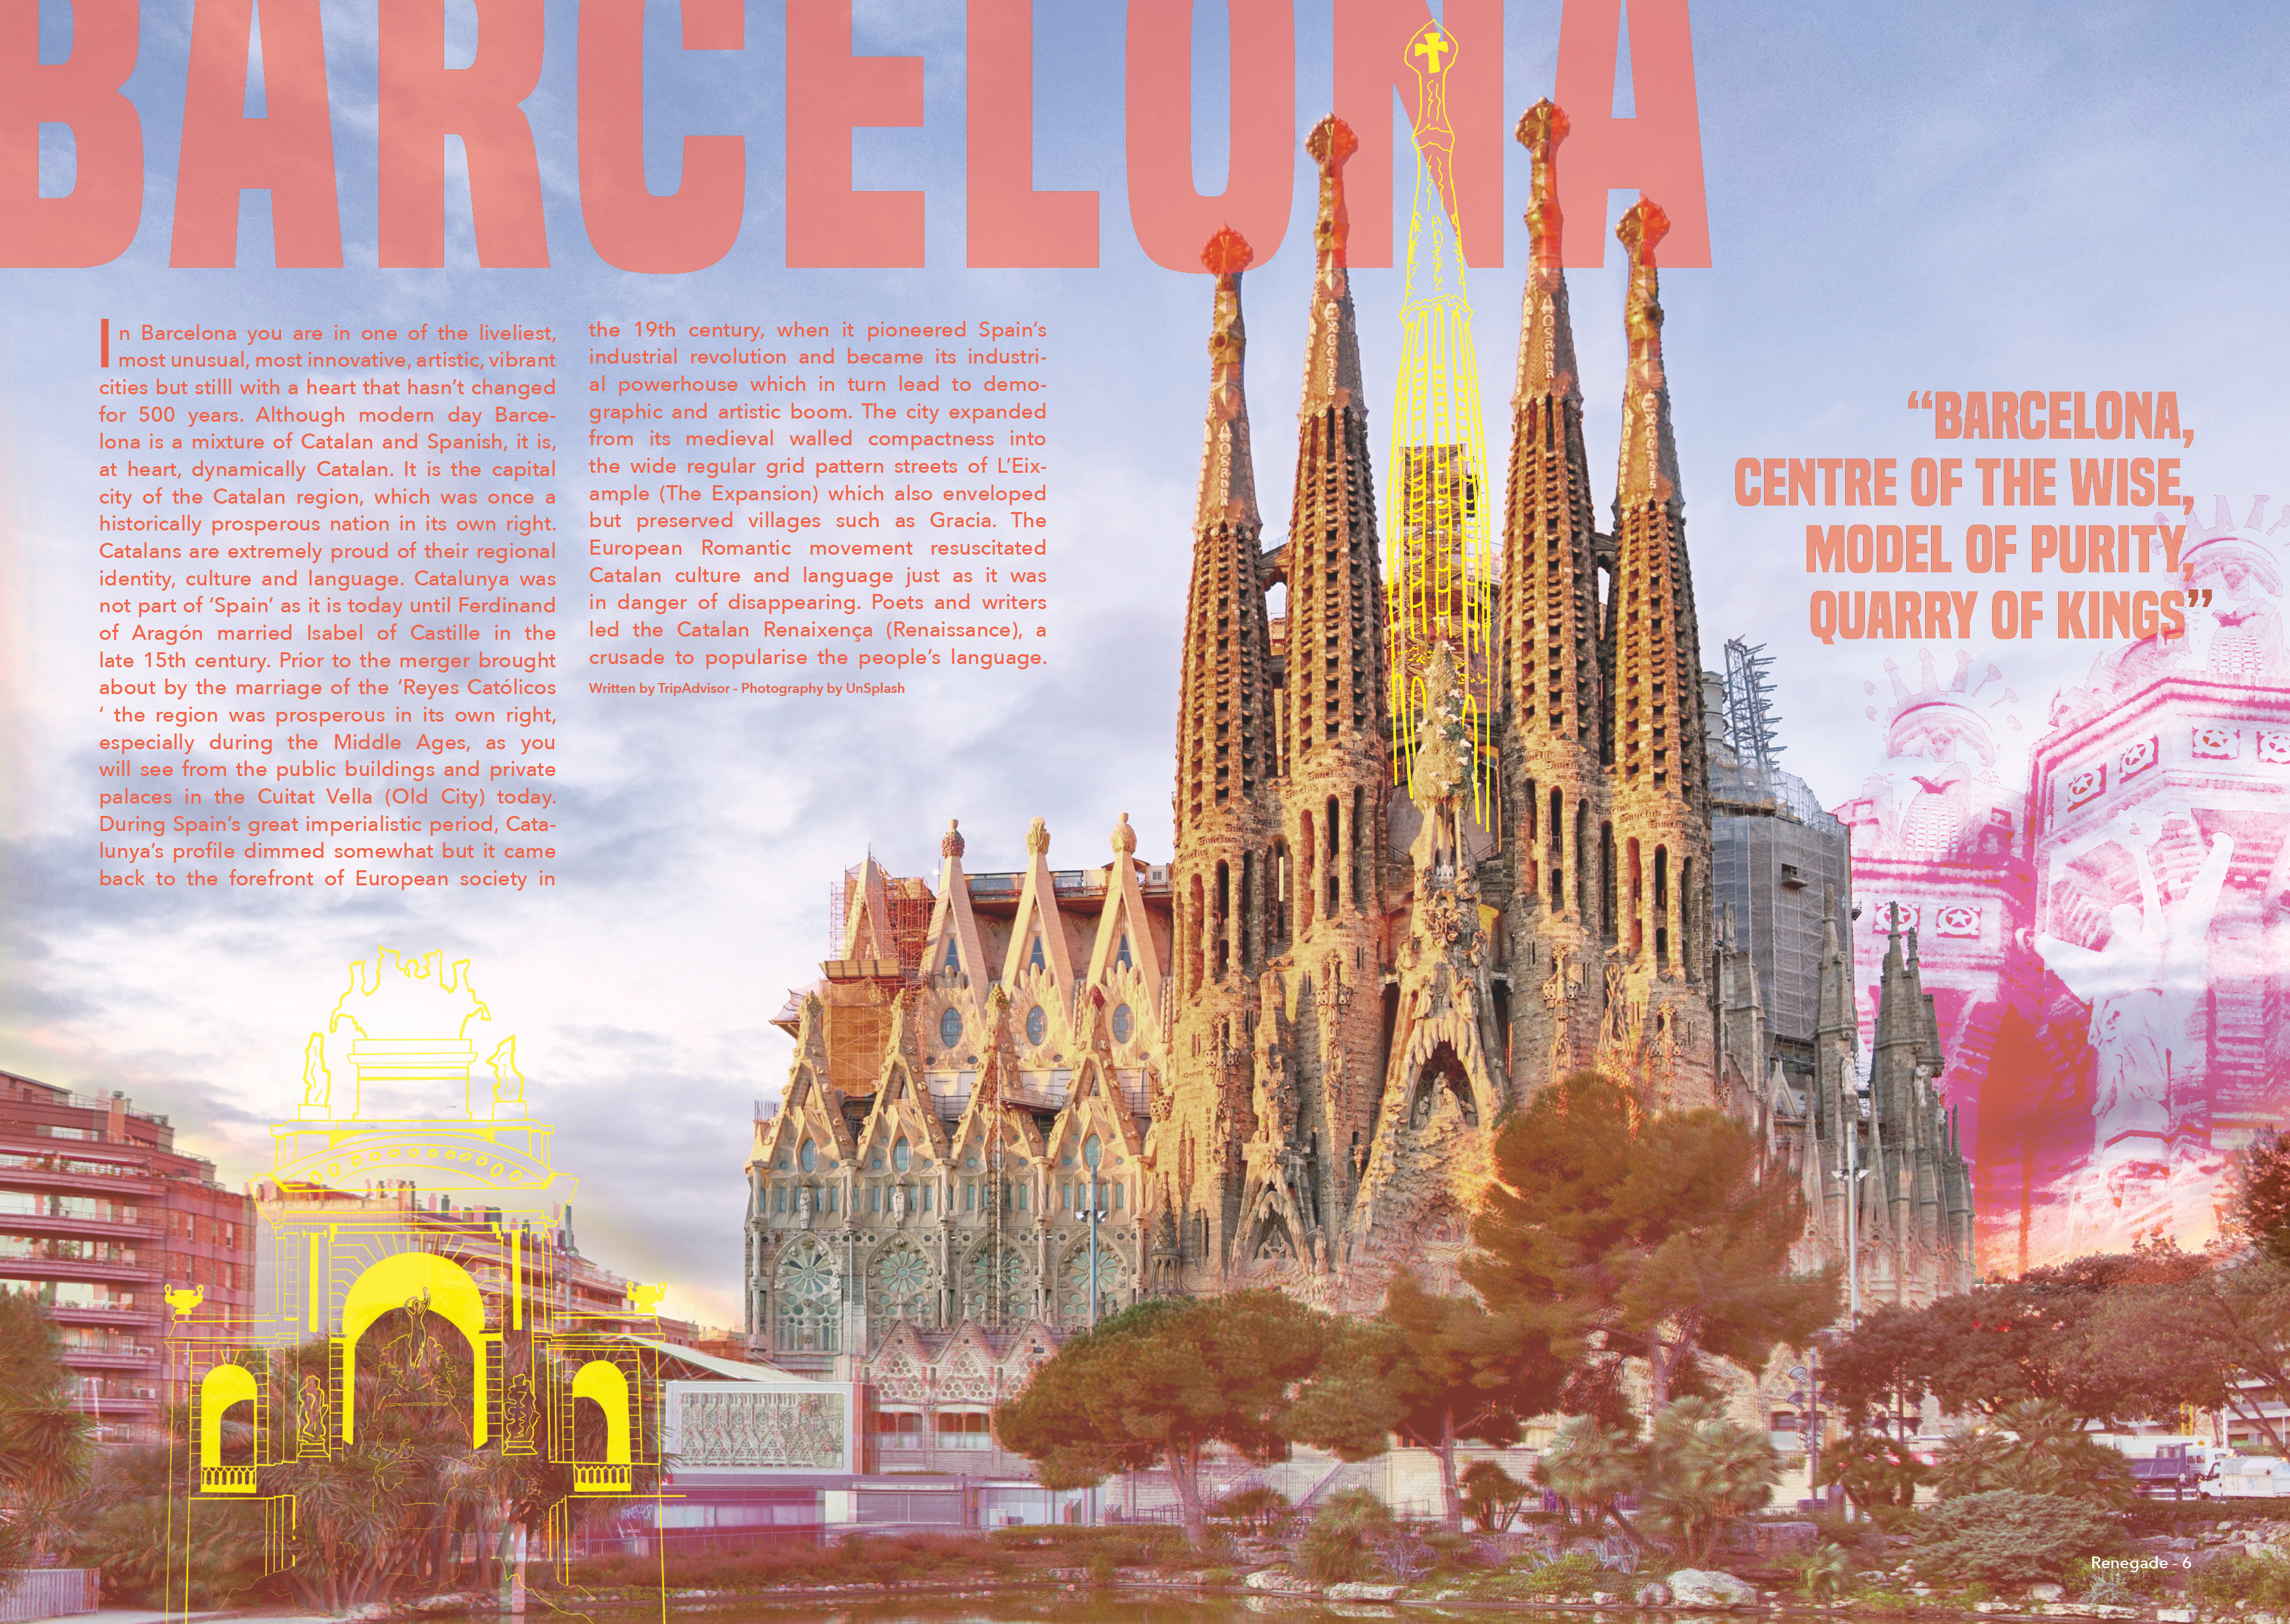 BARCELONA
In Barcelona you are in one of the liveliest,
most unusual, most innovative, artistic, vibrant
cities but stilll with a heart that hasn't changed
for 500 years. Although modern day Barce-
lona is a mixture of Catalan and Spanish, it is,
at heart, dynamically Catalan. It is the capital
city of the Catalan region, which was once a
historically prosperous nation in its own right.
Catalans are extremely proud of their regional
identity, culture and language. Catalunya was
not part of ‘Spain’ as it is today until Ferdinand
of Aragón married Isabel of Castille in the
late 15th century. Prior to the merger brought
about by the marriage of the ‘Reyes Católicos
‘ the region was prosperous in its own right,
especially during the Middle Ages, as you
will see from the public buildings and private
palaces in the Cuitat Vella (Old City) today.
During Spain’s great imperialistic period, Cata-
lunya’s profile dimmed somewhat but it came
back to the forefront of European society in
the 19th century, when it pioneered Spain’s
industrial revolution and became its industri-
al powerhouse which in turn lead to demo-
graphic and artistic boom. The city expanded
from its medieval walled compactness into
the wide regular grid pattern streets of L’Eix-
ample (The Expansion) which also enveloped
but preserved villages such as Gracia. The
European Romantic movement resuscitated
Catalan culture and language just as it was
in danger of disappearing. Poets and writers
led the Catalan Renaixença (Renaissance), a
crusade to popularise the people’s language.
Written by TripAdvisor - Photography by UnSplash
“BARCELONA,
CENTRE OF THE WISE,
MODEL OF PURITY,
QUARRY OF KINGS”
Hosanna
Excelsis
Hosanna
Excelsis
Renegade - 6